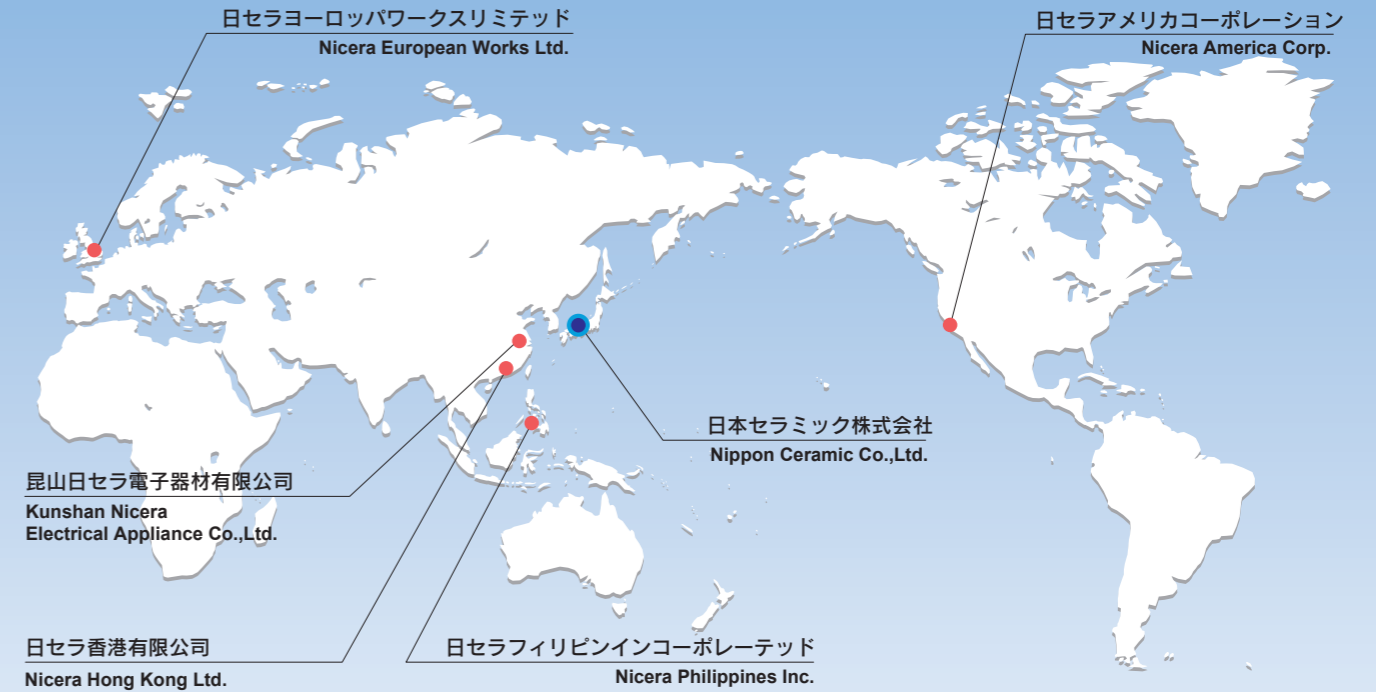 日セラヨーロッパワークスリミテッド
Nicera European Works Ltd.
日セラアメリカコーポレーション
Nicera America Corp.
日本セラミック株式会社
Nippon Ceramic Co.,Ltd.
昆山日セラ電子器材有限公司
Kunshan Nicera
Electrical Appliance Co.,Ltd.
日セラ香港有限公司
Nicera Hong Kong Ltd.
日セラフィリピンインコーポレーテッド
Nicera Philippines Inc.